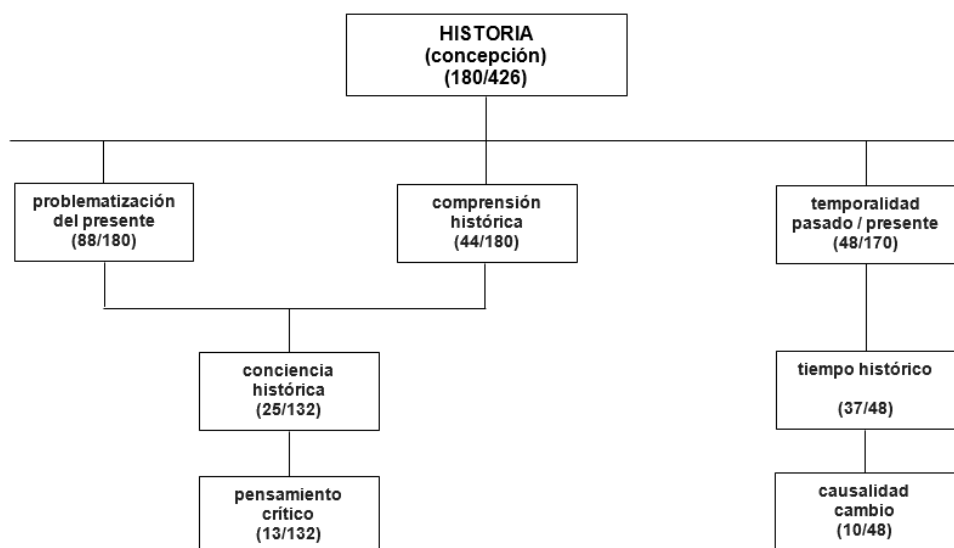 HISTORIA
(concepción)
(180/426)
problematización
del presente
(88/180)
comprensión
histórica
(44/180)
temporalidad
pasado / presente
(48/170)
conciencia
histórica
(25/132)
tiempo histórico
(37/48)
pensamiento
crítico
(13/132)
causalidad
cambio
(10/48)